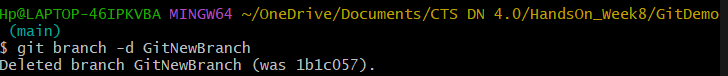 Hp@LAPTOP-46IPKVBA MINGW64 ~/OneDrive/Documents/CTS DN 4.0/HandsOn_Week8/GitDemo
(main)
$ git branch -d GitNewBranch
Deleted branch GitNewBranch (was 1b1c057).